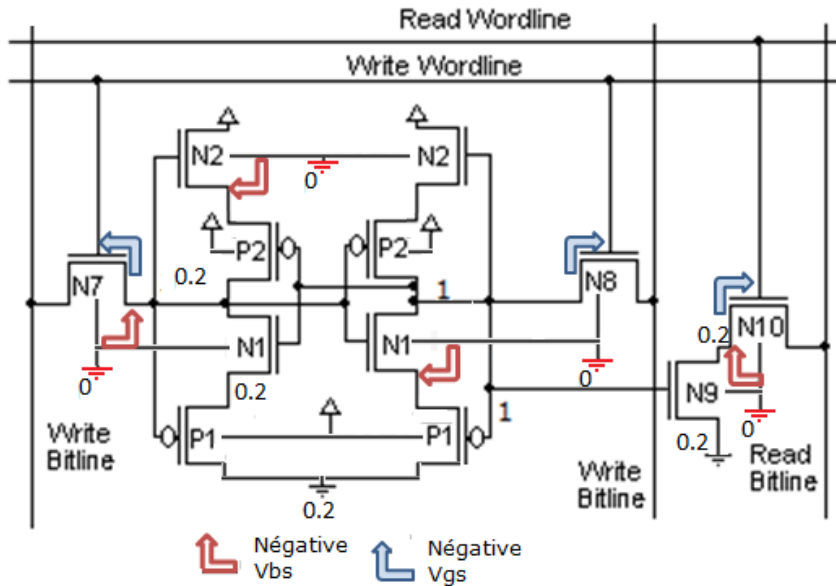 Read Wordline
Write Wordline
N2
0
N2
P2
P2
N7
0.2
1
N8
N1
N1
0.2
N10
0
0.2
0
N9
1
P1
P1
0.2
0
Write
Bitline
0.2
Write
Bitline
Read
Bitline
Négative
Vbs
Négative
Vgs